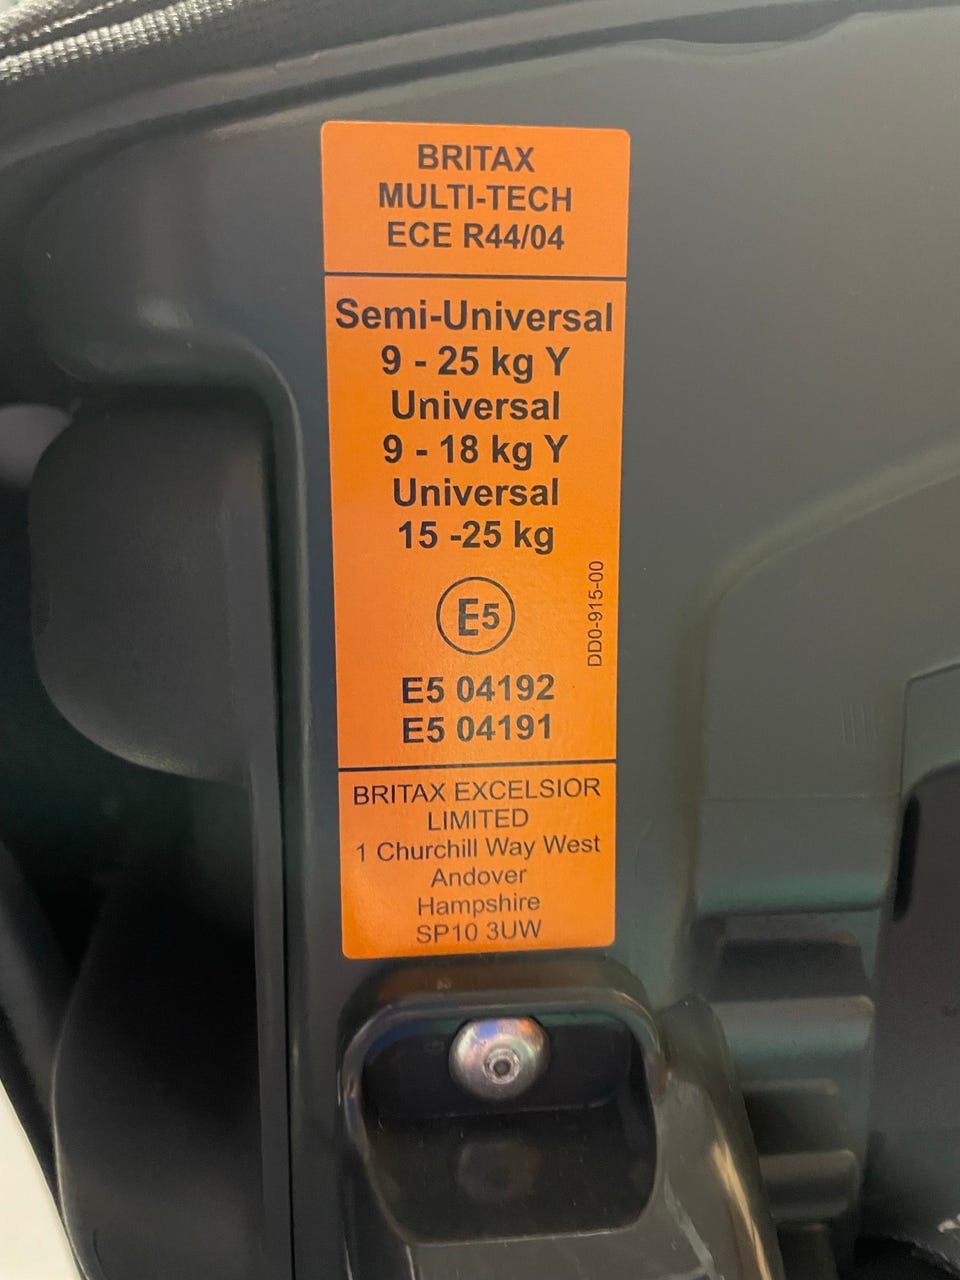 BRITAX
MULTI-TECH
ECE R44/04
Semi-Universal
9 - 25 kg Y
Universal
9 - 18 kg Y
Universal
15 -25 kg
E5
DD0-915-00
E5 04192
E5 04191
BRITAX EXCELSIOR
LIMITED
1 Churchill Way West
Andover
Hampshire
SP10 3UW